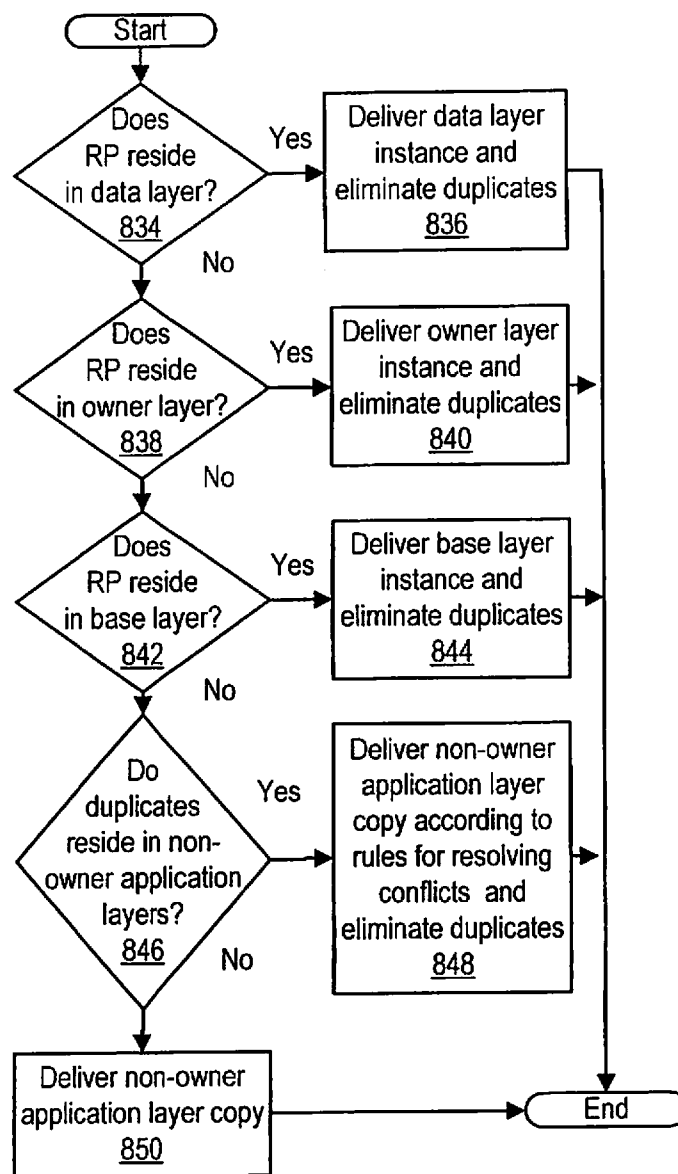 Start
Does
RP reside
in data layer?
834
Yes
Deliver data layer
instance and
eliminate duplicates
836
No
Does
RP reside
in owner layer?
838
Yes
Deliver owner layer
instance and
eliminate duplicates
840
No
Does
RP reside
in base layer?
842
Yes
Deliver base layer
instance and
eliminate duplicates
844
No
Do
duplicates
reside in non-
owner application
layers?
846
Yes
Deliver non-owner
application layer
copy according to
rules for resolving
conflicts and
eliminate duplicates
848
No
Deliver non-owner
application layer copy
850
End